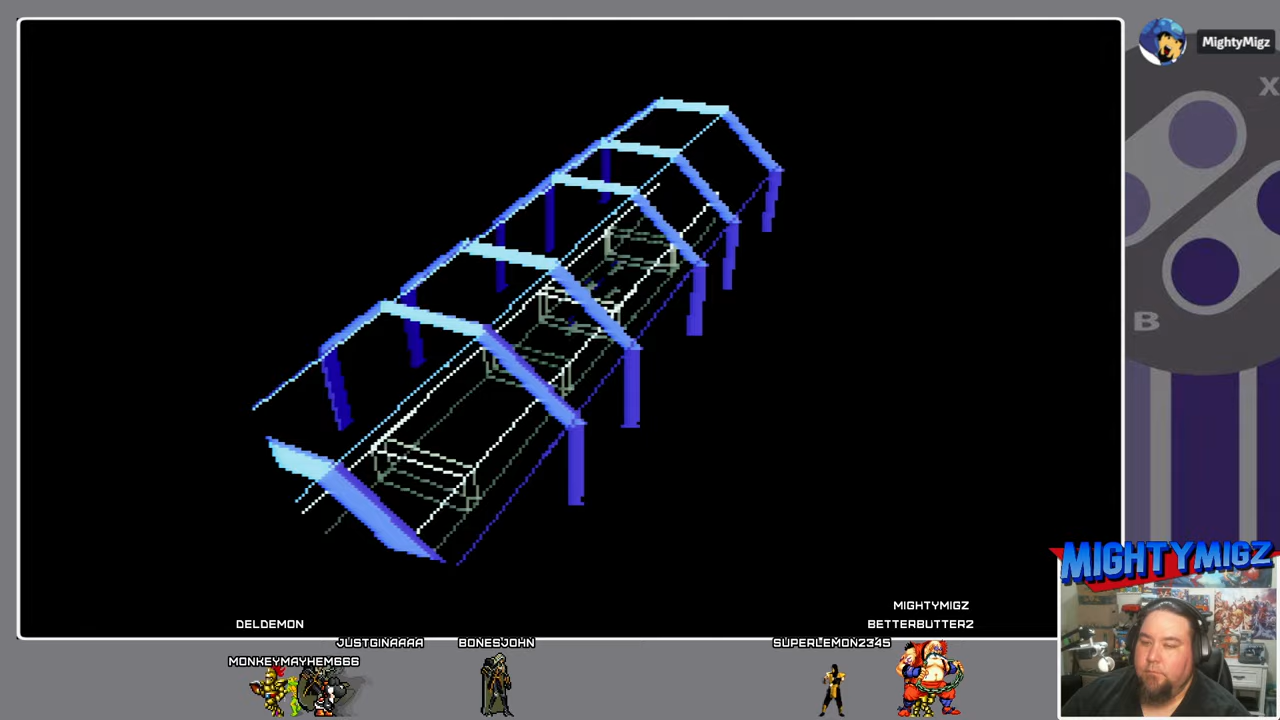 MightyMigz
X
B
MIGHTYMIGZ
MIGHTYMIGZ
DELDEMON
BETTERBUTTER2
JUSTGINAAAA
BONESJOHN
SUPERLEMON2345
MONKEYMAYHEM666